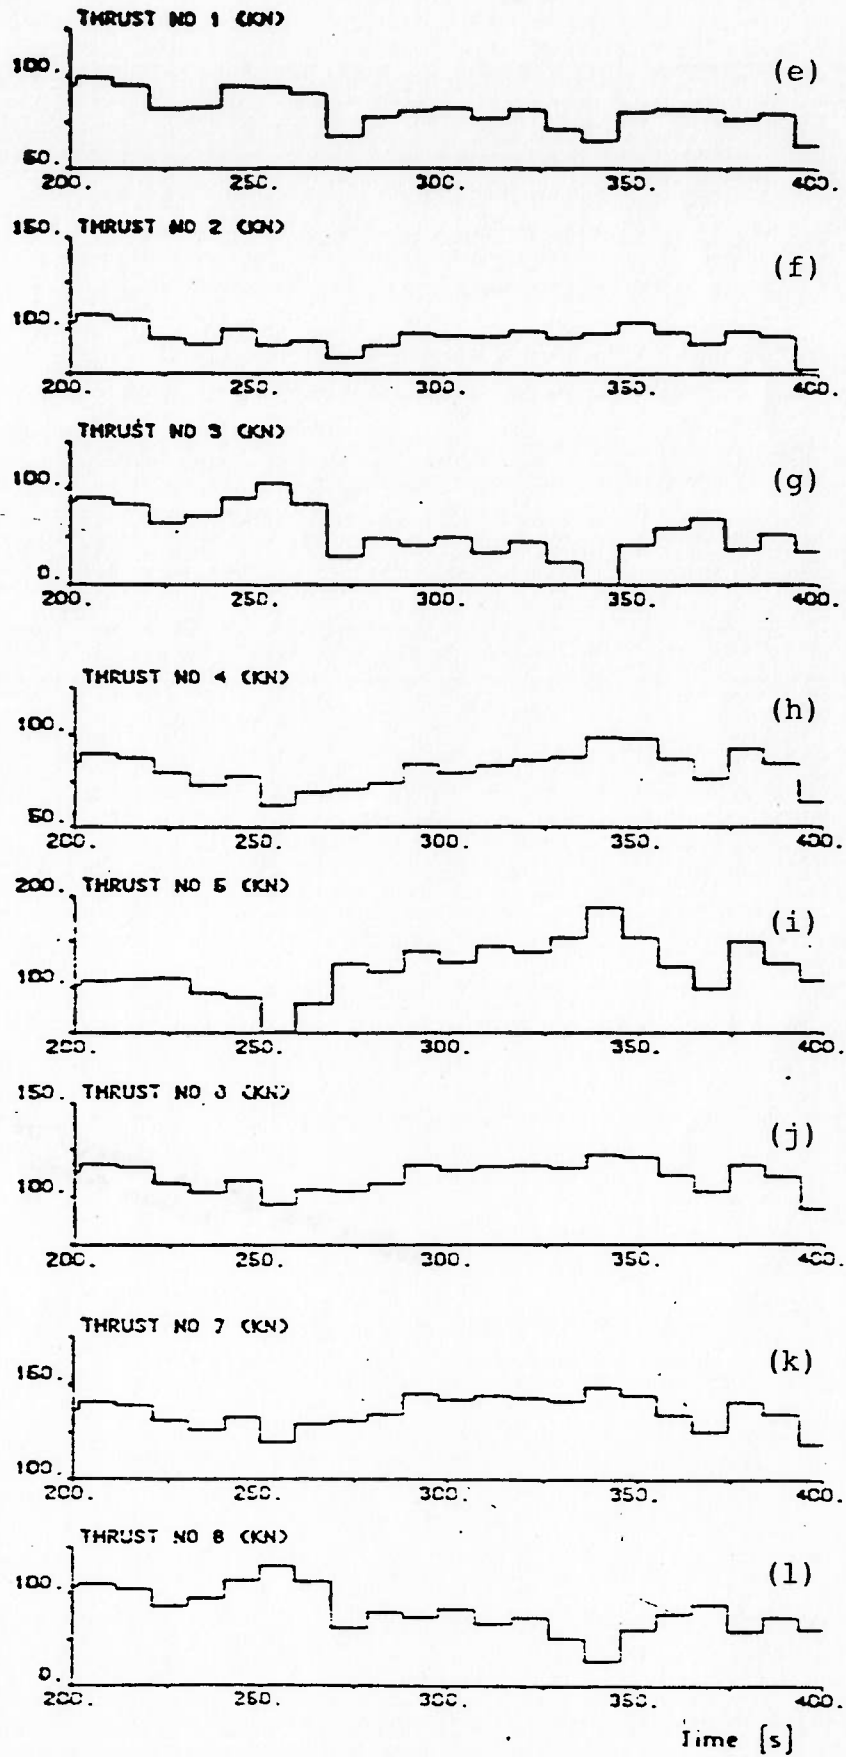 THRUST NO 1 (KN)
(e)
100.
50.
200. 250. 300. 350. 400.
150. THRUST NO 2 (KN)
(f)
100.
200. 250. 300. 350. 400.
THRUST NO 3 (KN)
(g)
100.
0.
200. 250. 300. 350. 400.
THRUST NO 4 (KN)
(h)
100.
50.
200. 250. 300. 350. 400.
200. THRUST NO 5 (KN)
(i)
100.
200. 250. 300. 350. 400.
150. THRUST NO 6 (KN)
(j)
100.
200. 250. 300. 350. 400.
THRUST NO 7 (KN)
(k)
150.
100.
200. 250. 300. 350. 400.
THRUST NO 8 (KN)
(l)
100.
0.
200. 250. 300. 350. 400.
Time [s]